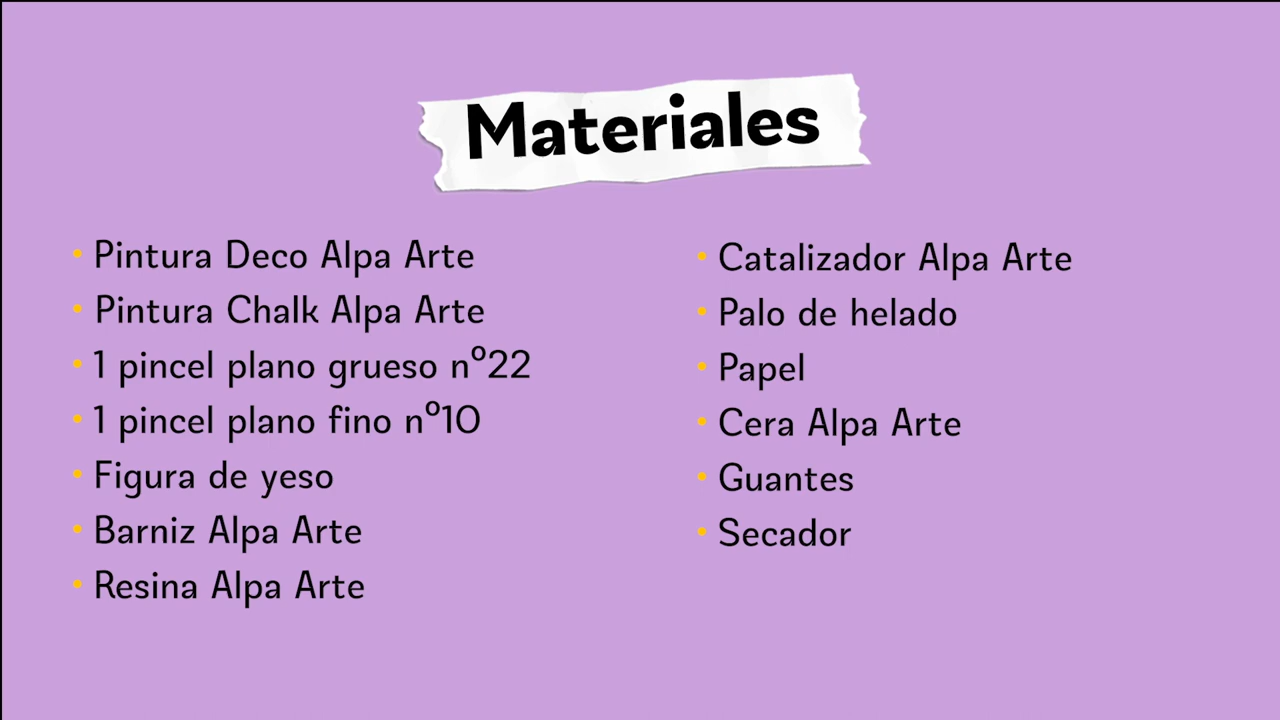 Materiales
• Pintura Deco Alpa Arte
• Pintura Chalk Alpa Arte
• 1 pincel plano grueso nº22
• 1 pincel plano fino nº10
• Figura de yeso
• Barniz Alpa Arte
• Resina Alpa Arte
• Catalizador Alpa Arte
• Palo de helado
• Papel
• Cera Alpa Arte
• Guantes
• Secador